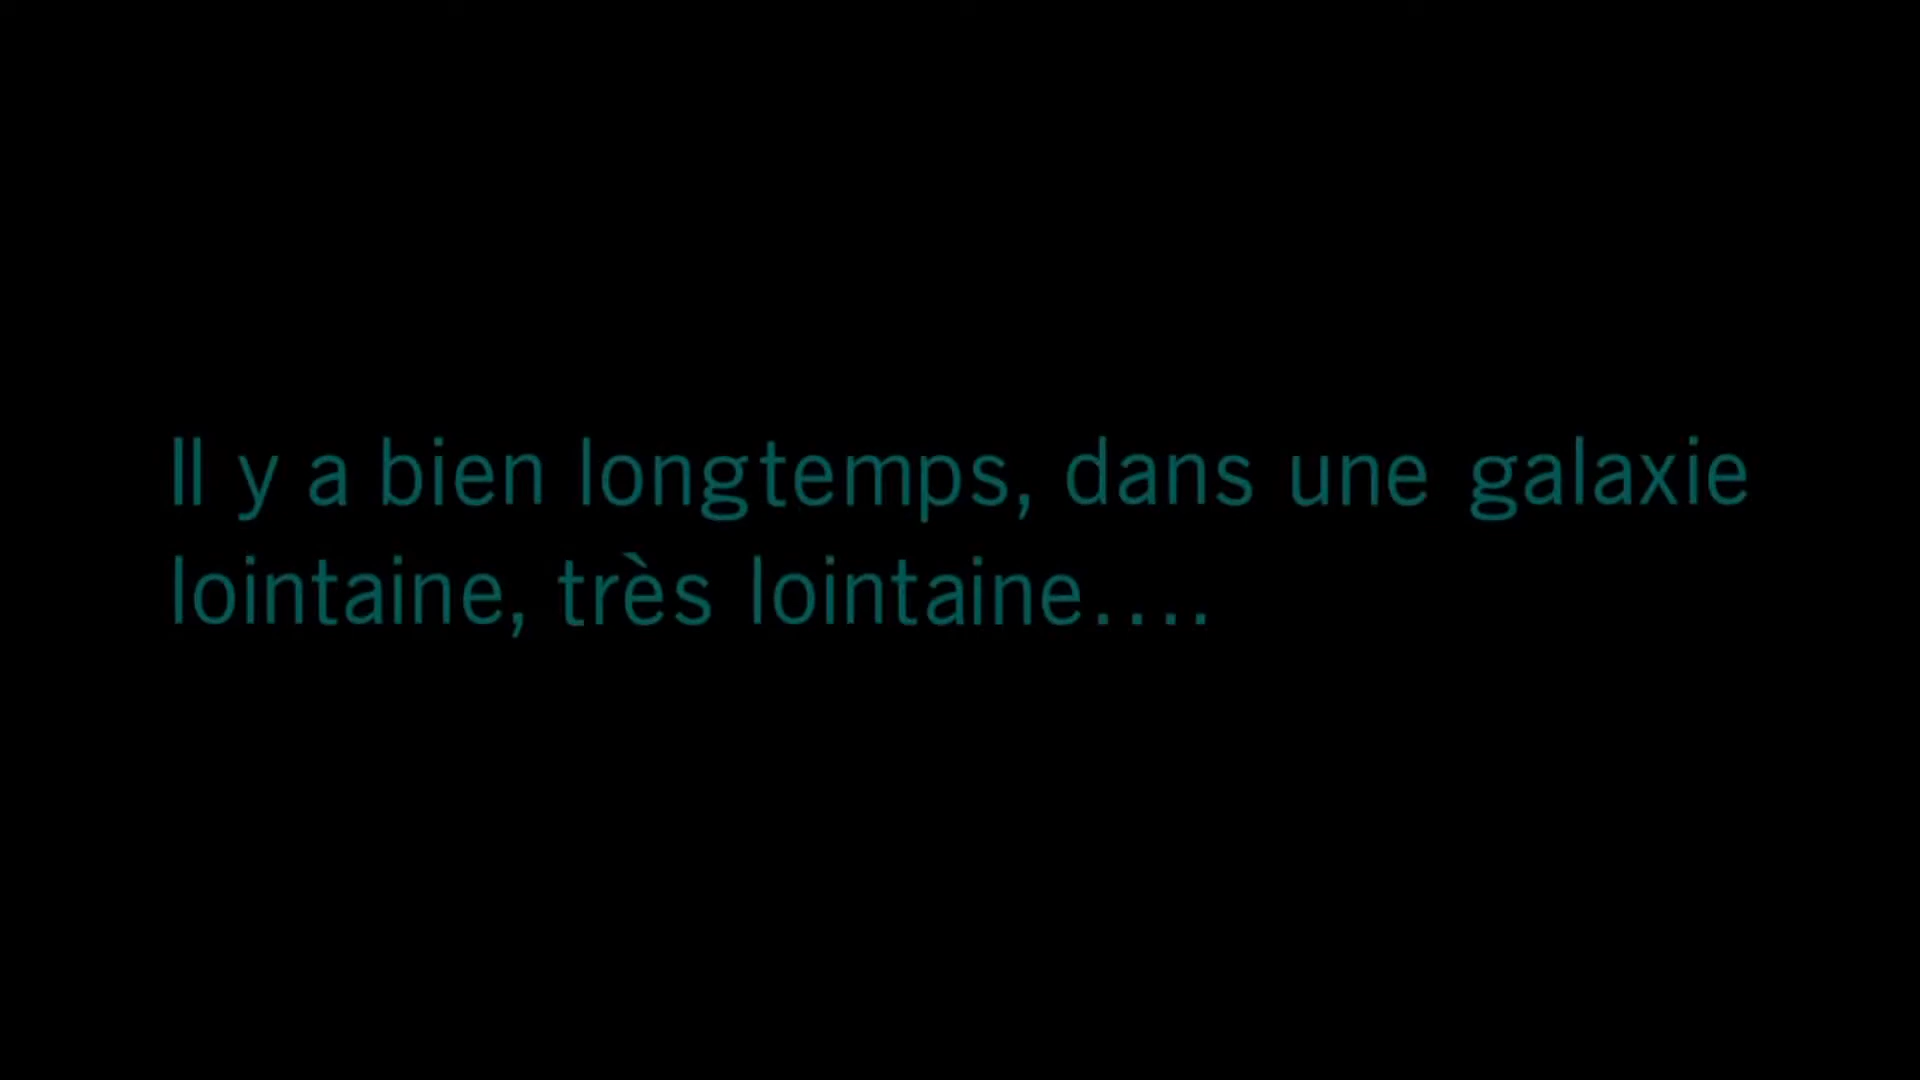 Il y a bien longtemps, dans une galaxie
lointaine, très lointaine....